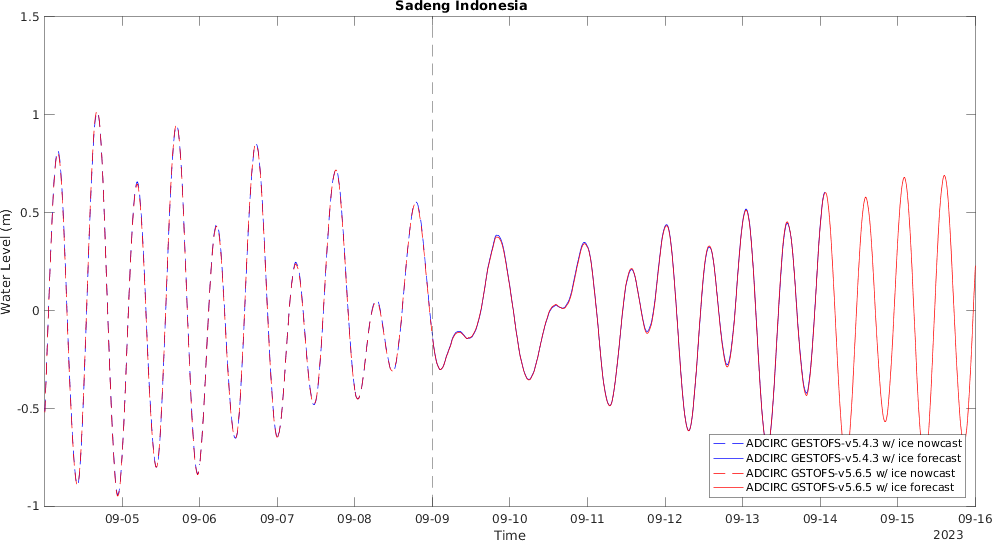 Sadeng Indonesia
1.5
1
0.5
0
-0.5
-1
Water Level (m)
09-05 09-06 09-07 09-08 09-09 09-10 09-11 09-12 09-13 09-14 09-15 09-16
Time
2023
ADCIRC GESTOFS-v5.4.3 w/ ice nowcast
ADCIRC GESTOFS-v5.4.3 w/ ice forecast
ADCIRC GSTOFS-v5.6.5 w/ ice nowcast
ADCIRC GSTOFS-v5.6.5 w/ ice forecast